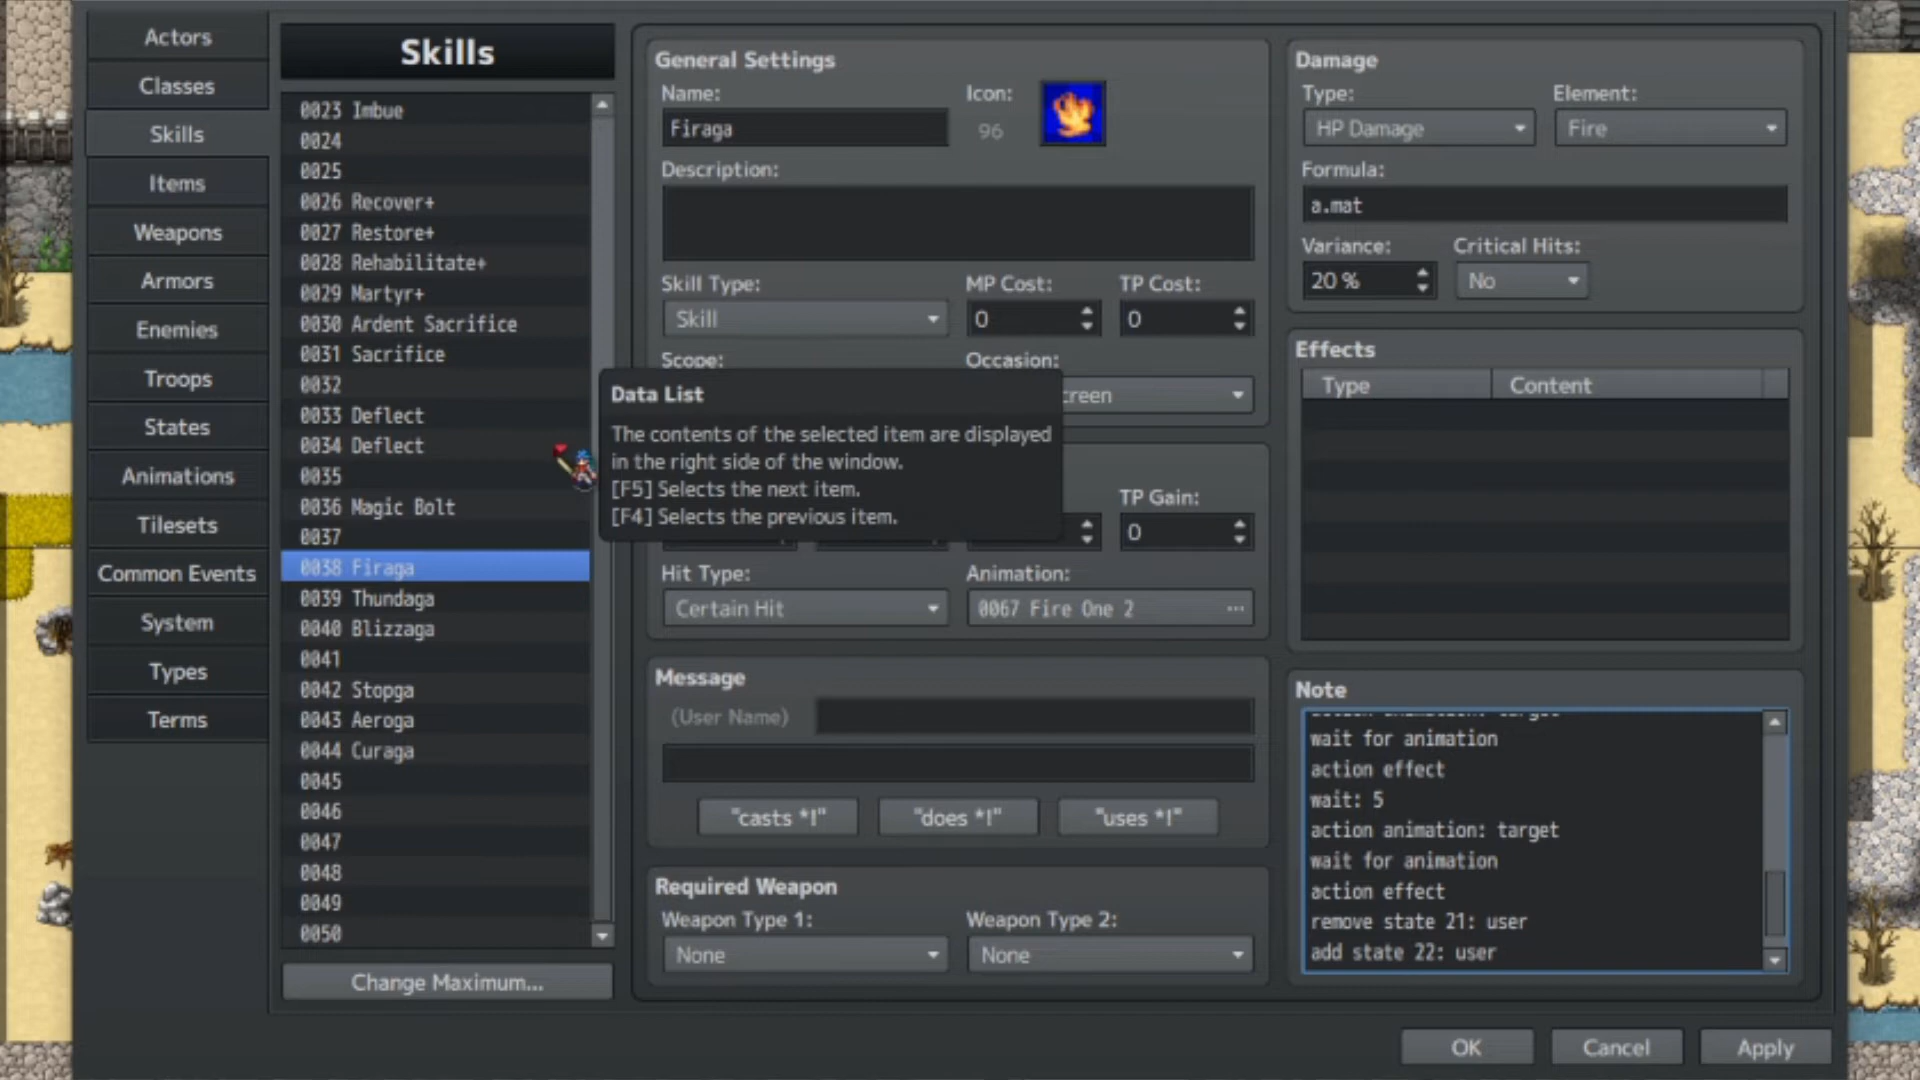 Actors
Classes
Skills
Items
Weapons
Armors
Enemies
Troops
States
Animations
Tilesets
Common Events
System
Types
Terms
Skills
0023 Imbue
0024
0025
0026 Recover+
0027 Restore+
0028 Rehabilitate+
0029 Martyr+
0030 Ardent Sacrifice
0031 Sacrifice
0032
0033 Deflect
0034 Deflect
0035
0036 Magic Bolt
0037
0038 Firaga
0039 Thundaga
0040 Blizzaga
0041
0042 Stopga
0043 Aeroga
0044 Curaga
0045
0046
0047
0048
0049
0050
Change Maximum...
General Settings
Name:
Icon:
Firaga
96
Description:
Skill Type:
MP Cost:
TP Cost:
Skill
0
0
Scope:
Occasion:
creen
Data List
The contents of the selected item are displayed
in the right side of the window.
[F5] Selects the next item.
[F4] Selects the previous item.
TP Gain:
0
Hit Type:
Animation:
Certain Hit
0067 Fire One 2
...
Message
(User Name)
"casts *!"
"does *!"
"uses *!"
Required Weapon
Weapon Type 1:
Weapon Type 2:
None
None
Damage
Type:
Element:
HP Damage
Fire
Formula:
a.mat
Variance:
Critical Hits:
20 %
No
Effects
Type
Content
Note
action animation: target
wait for animation
action effect
wait: 5
action animation: target
wait for animation
action effect
remove state 21: user
add state 22: user
OK
Cancel
Apply